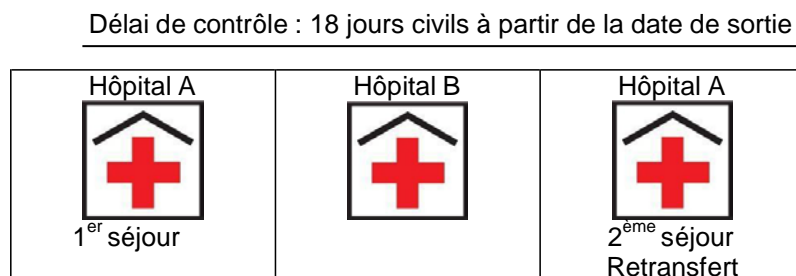 Délai de contrôle : 18 jours civils à partir de la date de sortie
Hôpital A
1er séjour
Hôpital B
Hôpital A
2ème séjour
Retransfert